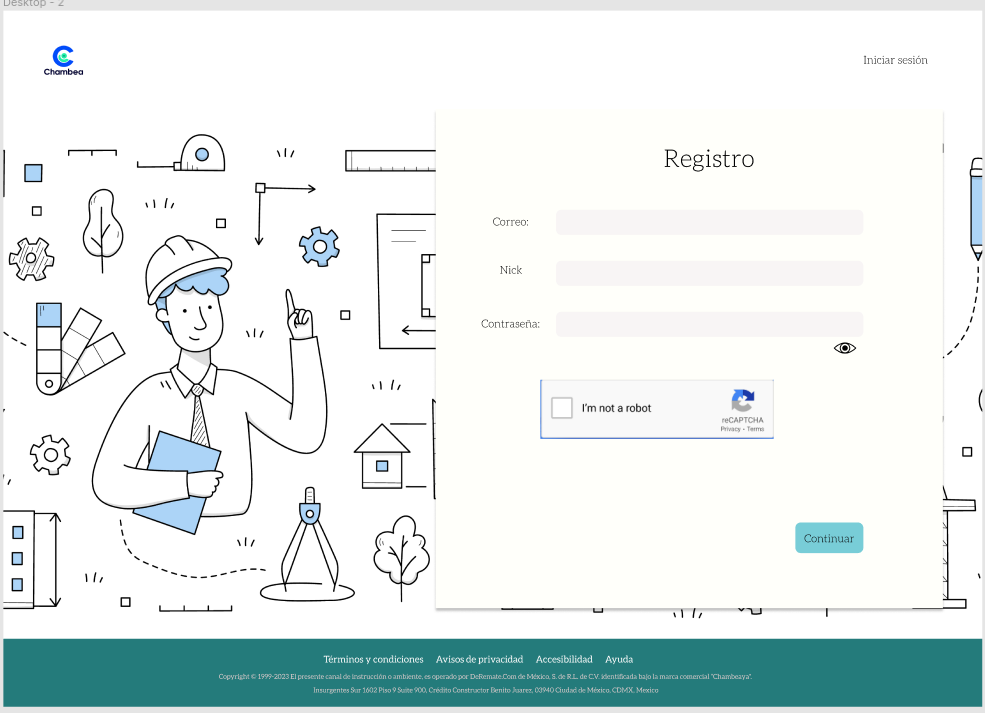 Desktop - 2
Chambea
Iniciar sesión
Registro
Correo:
Nick
Contraseña:
I'm not a robot
reCAPTCHA
Privacy - Terms
Continuar
Términos y condiciones Avisos de privacidad Accesibilidad Ayuda
Copyright © 1999-2023 El presente canal de instrucción o ambiente, es operado por DeRemate.Com de México, S. de R.L. de C.V. identificada bajo la marca comercial "Chambeaya".
Insurgentes Sur 1602 Piso 9 Suite 900, Crédito Constructor Benito Juarez, 03940 Ciudad de México, CDMX, Mexico